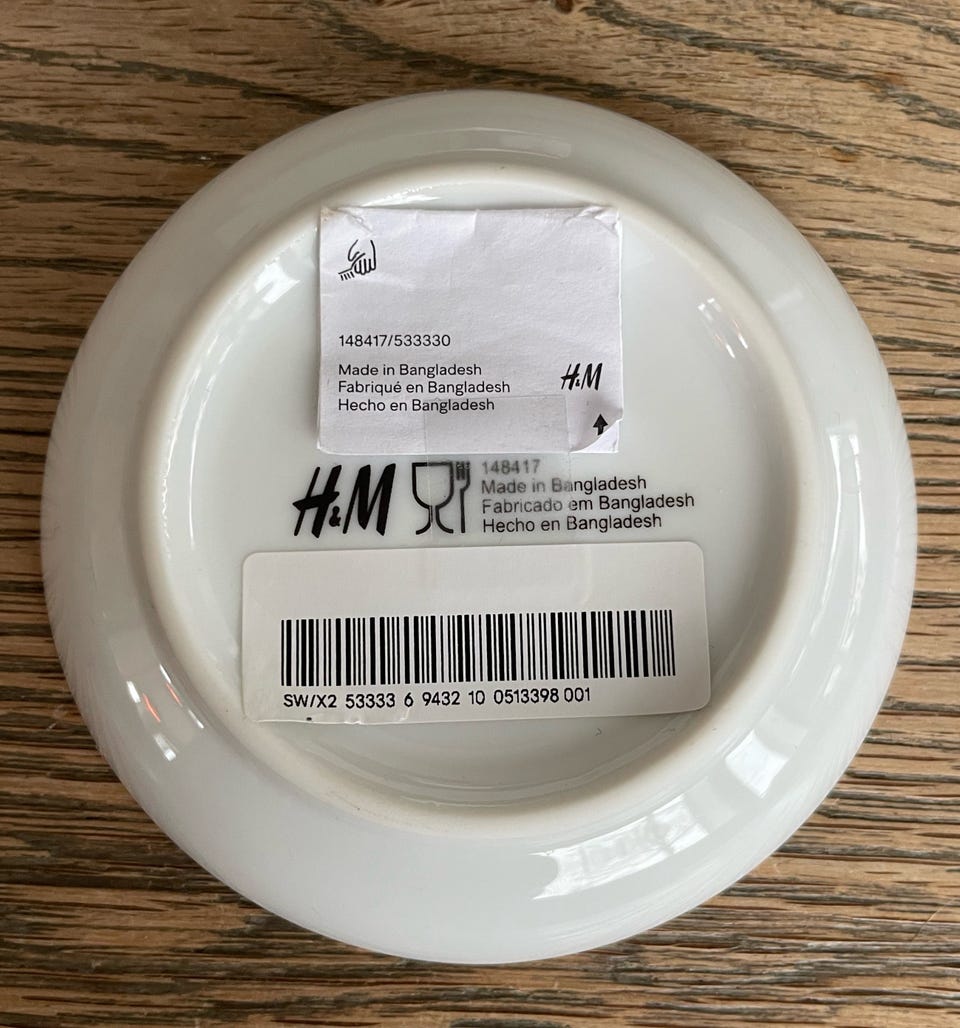 148417/533330
Made in Bangladesh
Fabriqué en Bangladesh
Hecho en Bangladesh
H&M
H&M
148417
Made in Bangladesh
Fabricado em Bangladesh
Hecho en Bangladesh
SW/X2 53333 6 9432 10 0513398 001